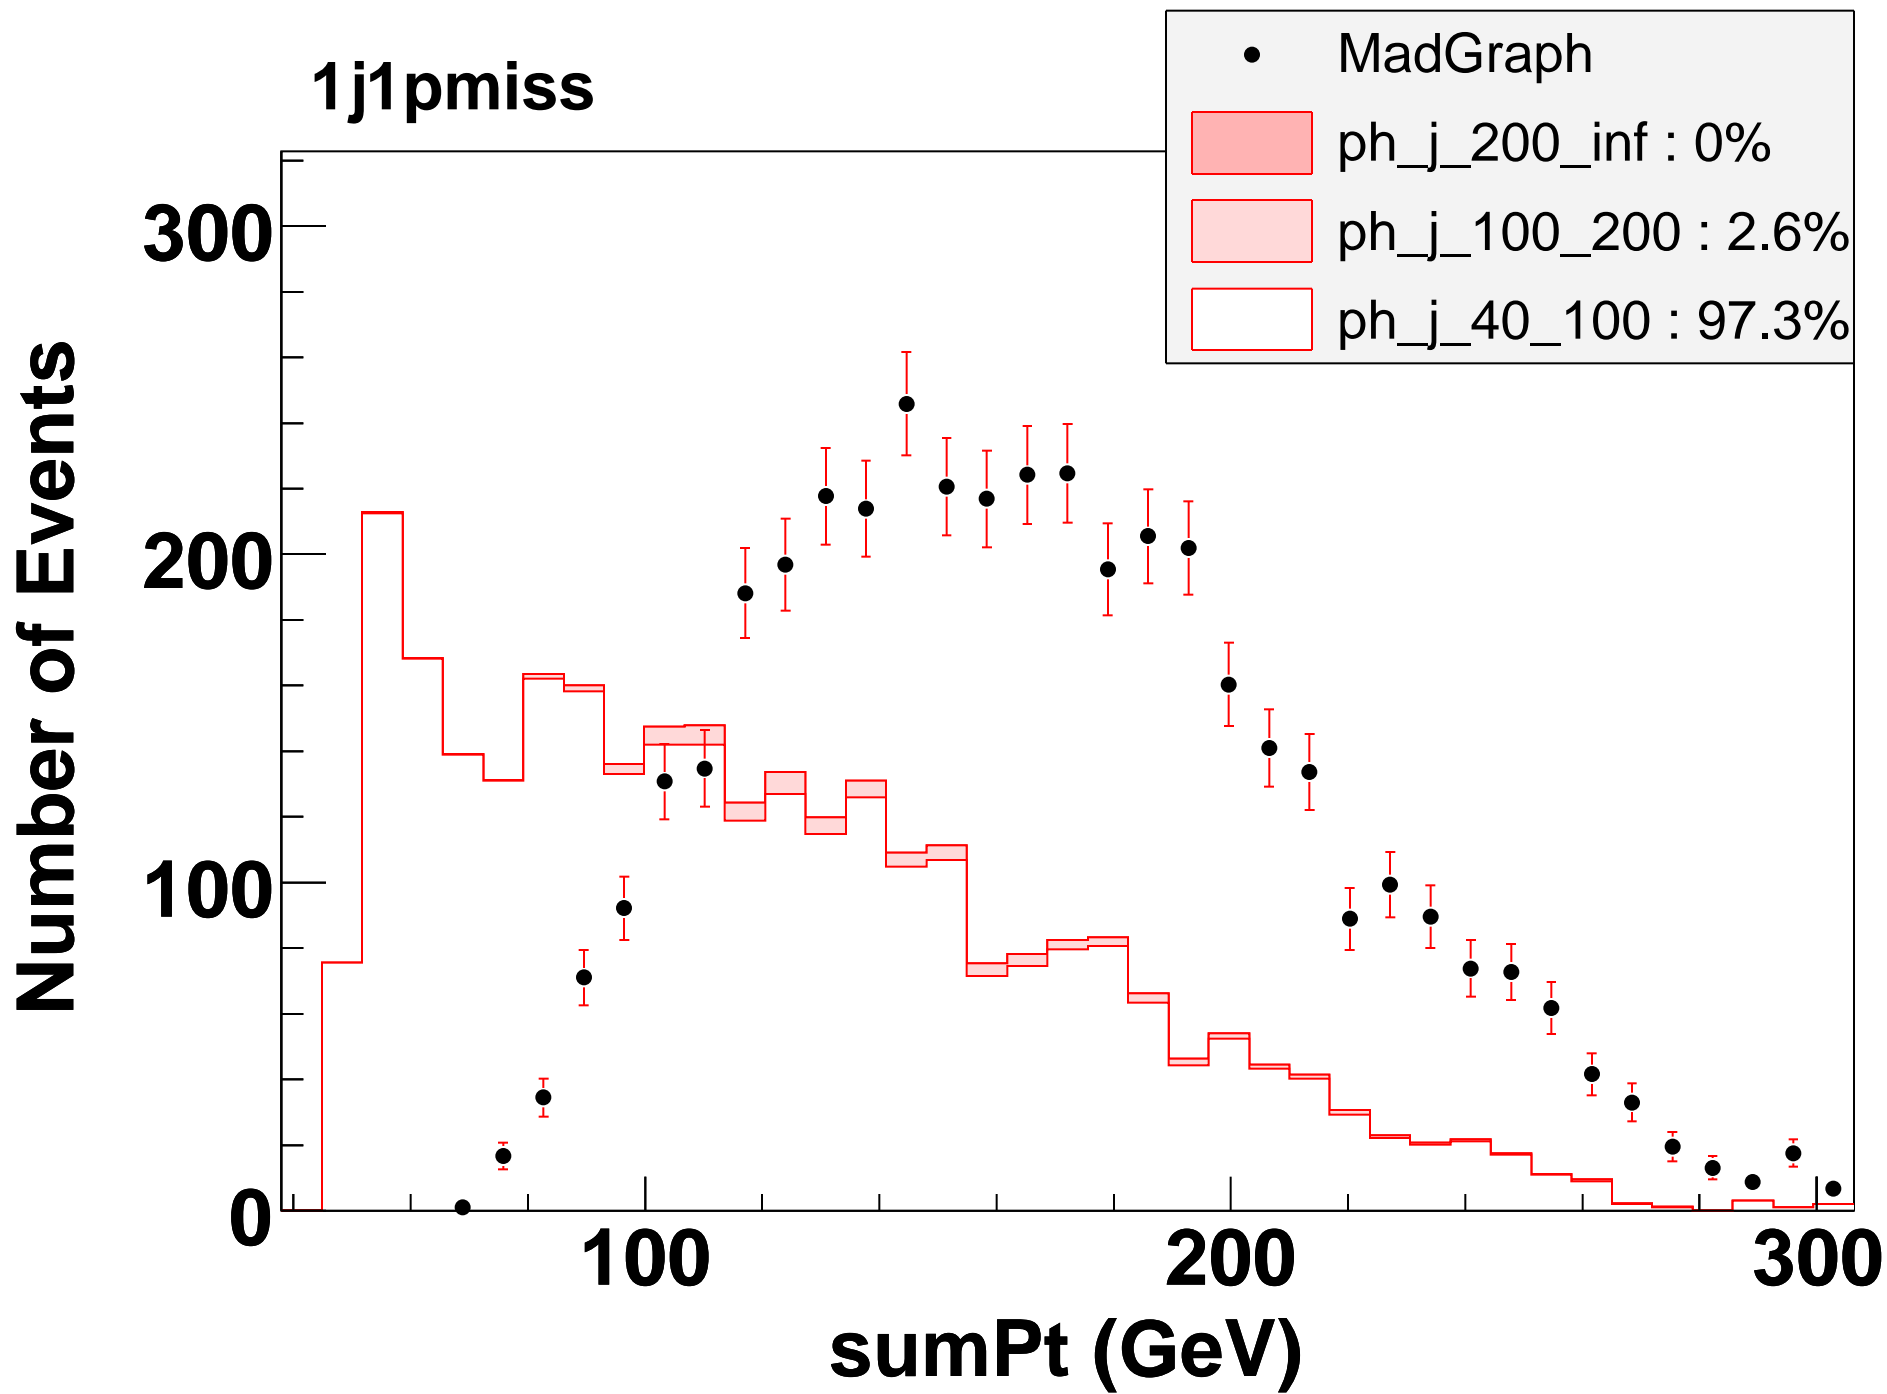 1j1pmiss
MadGraph
ph_j_200_inf : 0%
ph_j_100_200 : 2.6%
ph_j_40_100 : 97.3%
Number of Events
300
200
100
0
100
200
300
sumPt (GeV)